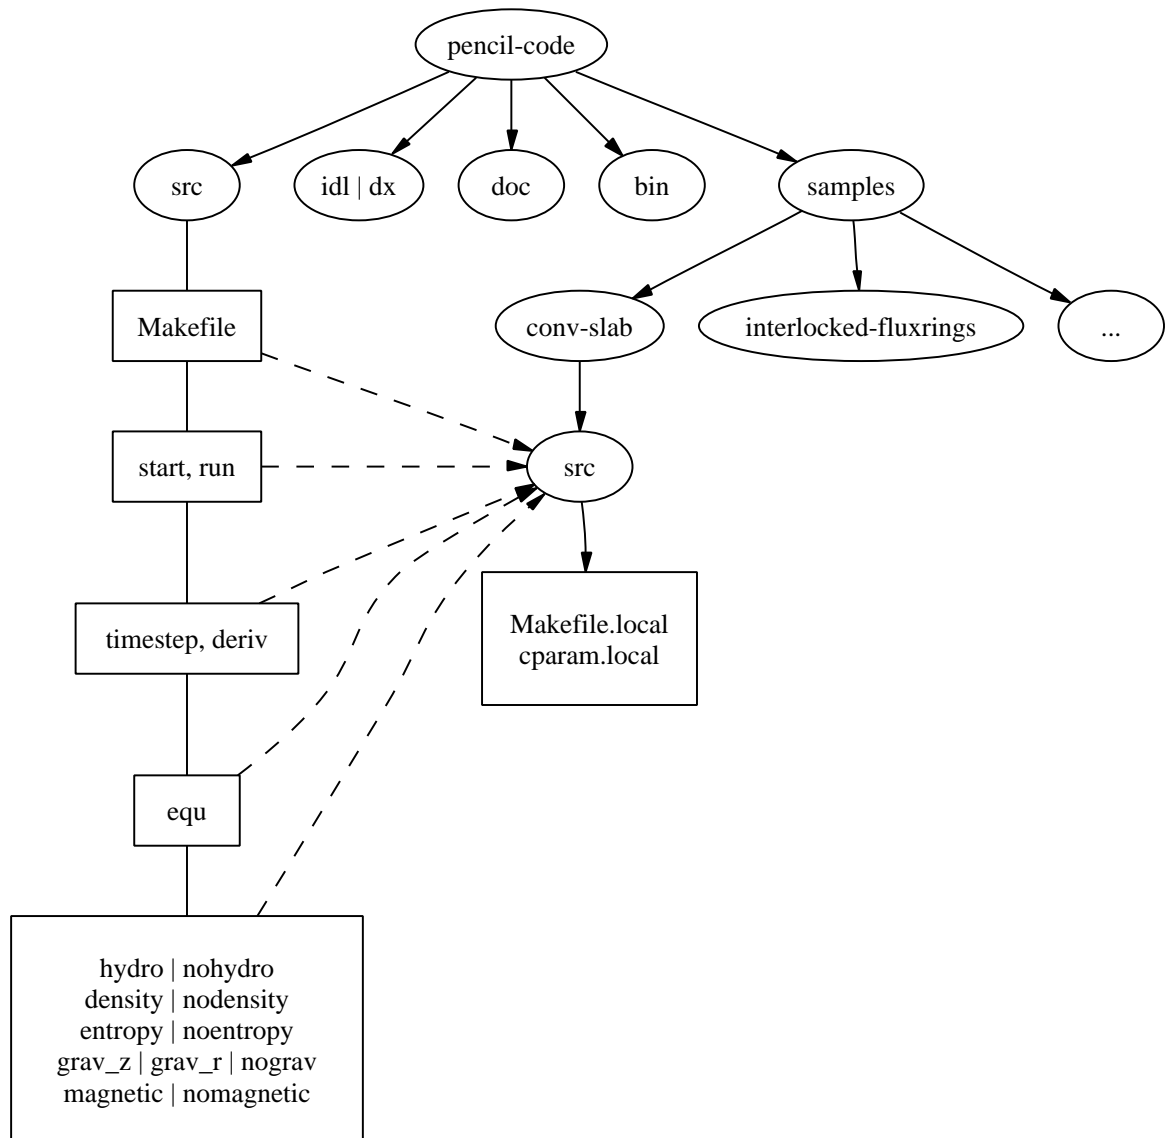 pencil-code
src
idl | dx
doc
bin
samples
Makefile
conv-slab
interlocked-fluxrings
...
start, run
src
timestep, deriv
Makefile.local
cparam.local
equ
hydro | nohydro
density | nodensity
entropy | noentropy
grav_z | grav_r | nograv
magnetic | nomagnetic